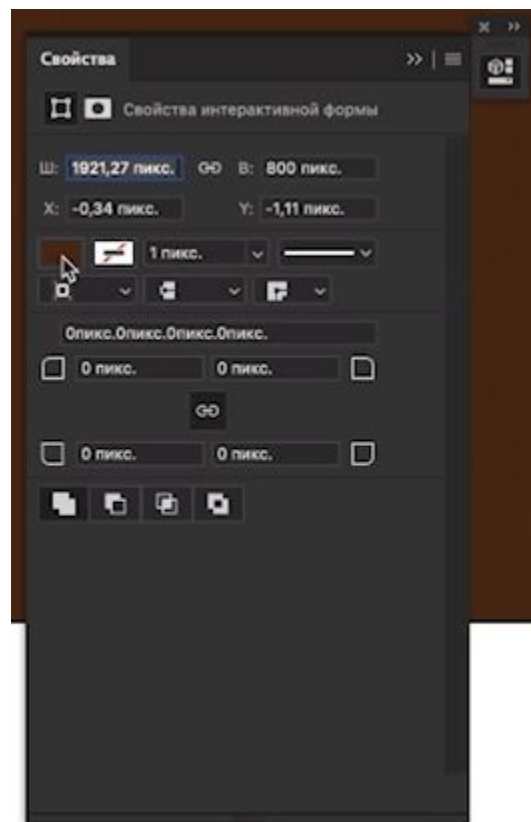 Свойства
Свойства интерактивной формы
Ш: 1921,27 пикс. В: 800 пикс.
X: -0,34 пикс. Y: -1,11 пикс.
1 пикс.
0пикс.0пикс.0пикс.0пикс.
0 пикс. 0 пикс.
0 пикс. 0 пикс.